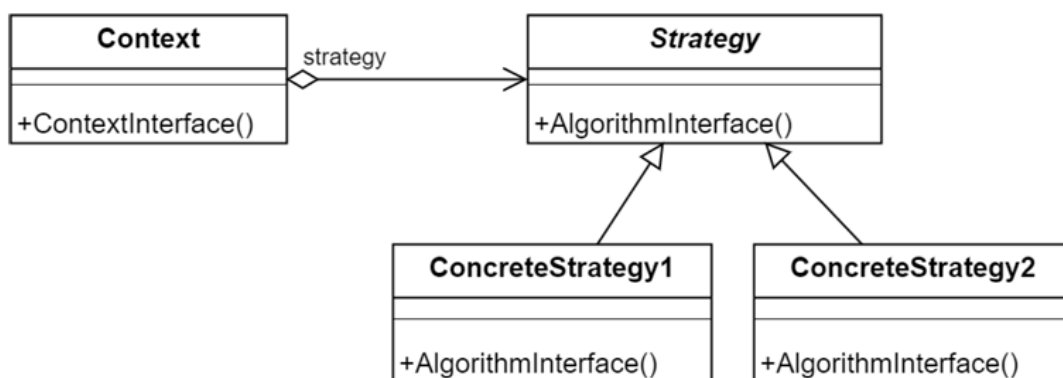 Context
strategy
Strategy
+ContextInterface()
+AlgorithmInterface()
ConcreteStrategy1
ConcreteStrategy2
+AlgorithmInterface()
+AlgorithmInterface()